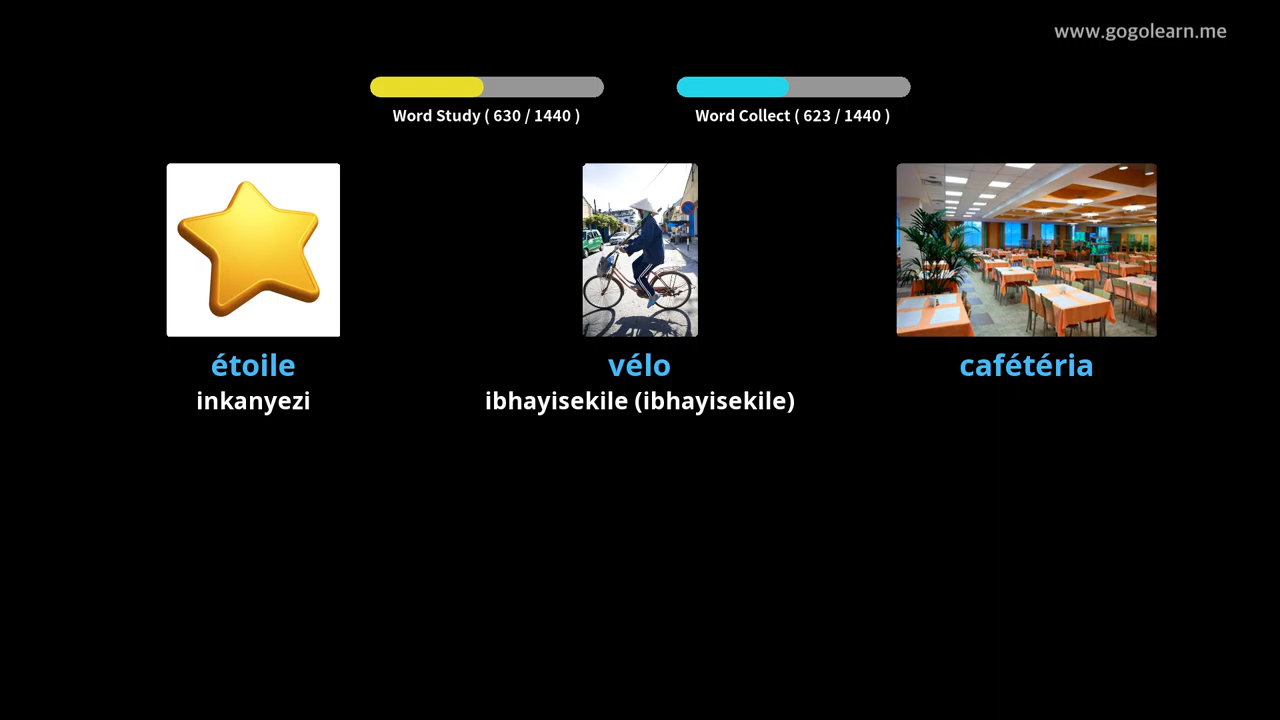 www.gogolearn.me
Word Study ( 630 / 1440 )
Word Collect ( 623 / 1440 )
étoile
vélo
cafétéria
inkanyezi
ibhayisekile (ibhayisekile)